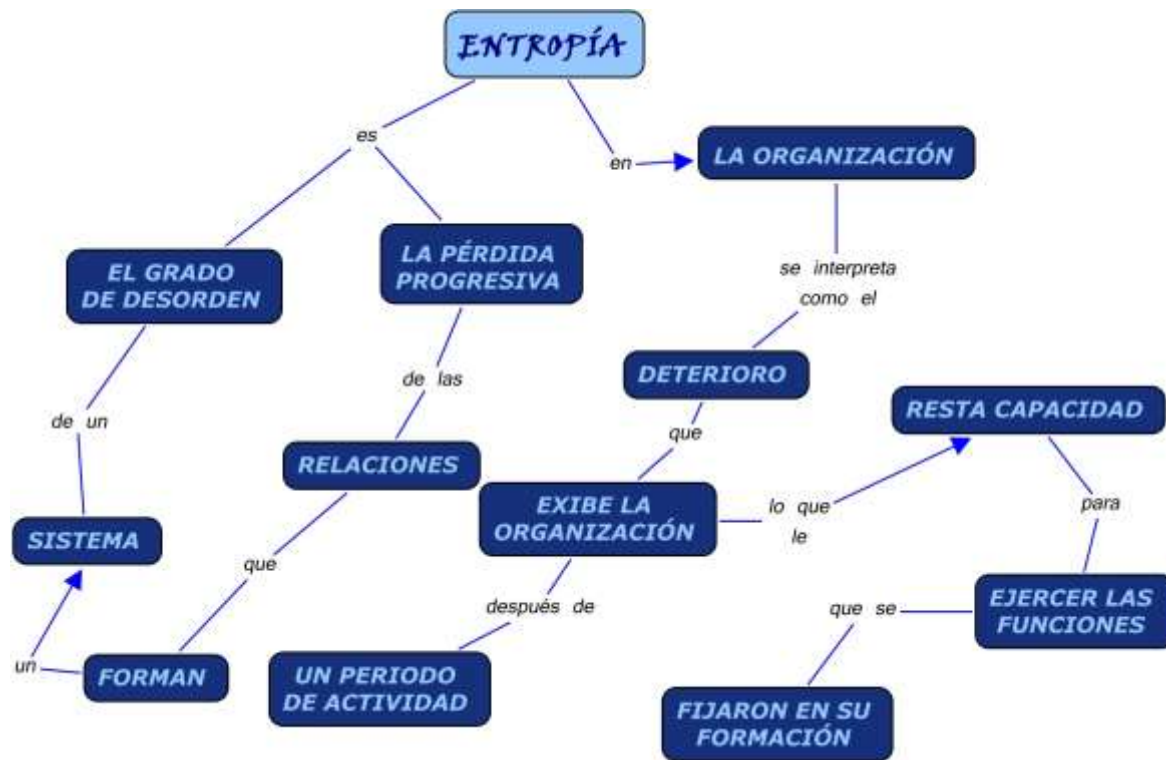 ENTROPÍA
es
en
LA ORGANIZACIÓN
EL GRADO
DE DESORDEN
LA PÉRDIDA
PROGRESIVA
se interpreta
como el
de un
de las
DETERIORO
RESTA CAPACIDAD
que
RELACIONES
EXIBE LA
ORGANIZACIÓN
lo que
le
para
SISTEMA
que
después de
que se
EJERCER LAS
FUNCIONES
un
FORMAN
UN PERIODO
DE ACTIVIDAD
FIJARON EN SU
FORMACIÓN